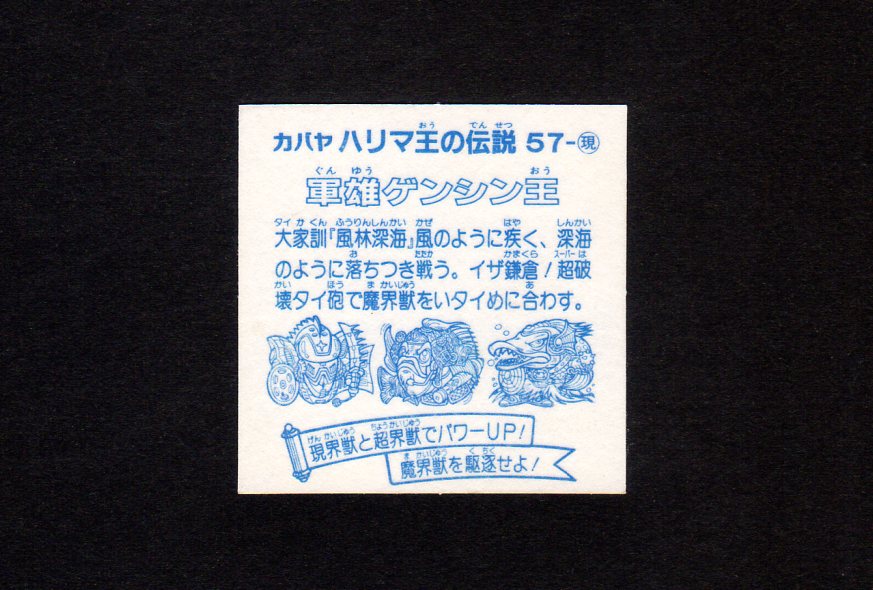 カバヤ ハリマ王の伝説 57-現
軍雄ゲンシン王
大家訓『風林深海』風のように疾く、深海
のように落ちつき戦う。イザ鎌倉！超破
壊タイ砲で魔界獣をいタイめに合わす。
現界獣と超界獣でパワーUP！
魔界獣を駆逐せよ！